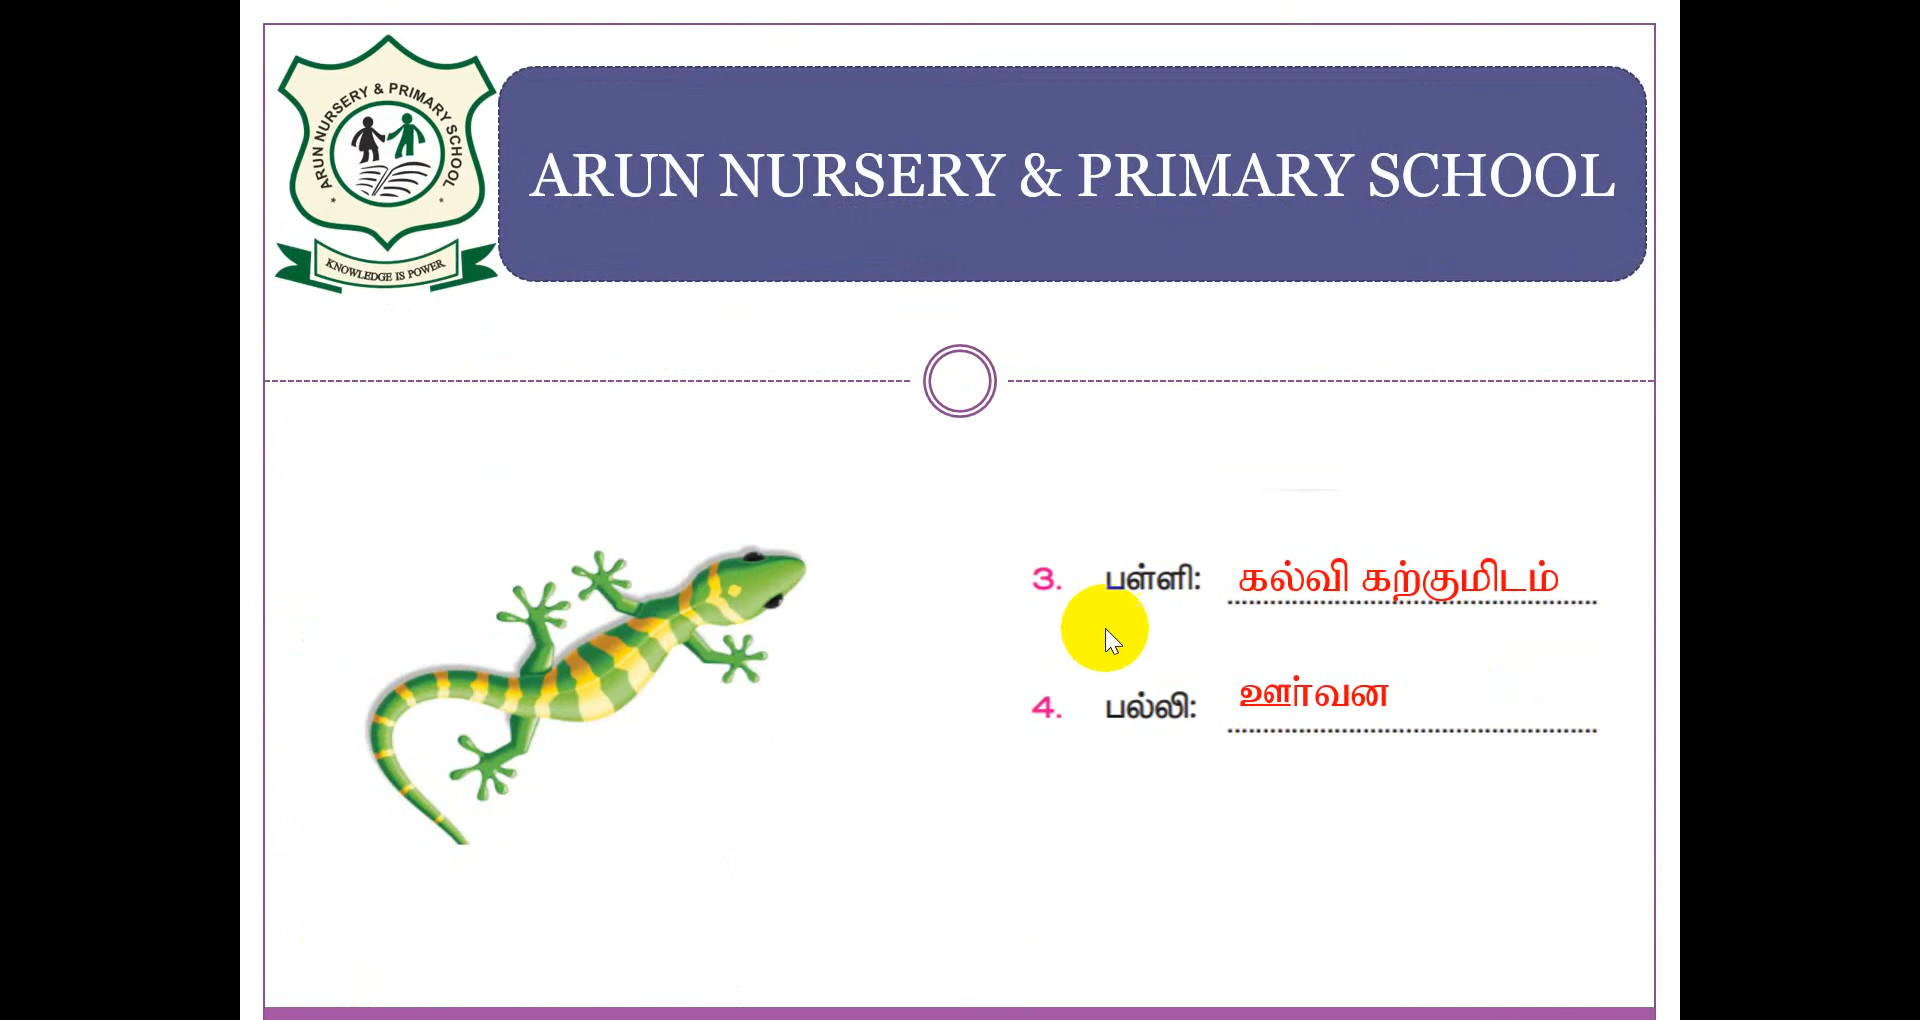 ARUN NURSERY & PRIMARY SCHOOL
KNOWLEDGE IS POWER
ARUN NURSERY & PRIMARY SCHOOL
3. பள்ளி: கல்வி கற்குமிடம்
4. பல்லி: ஊர்வன